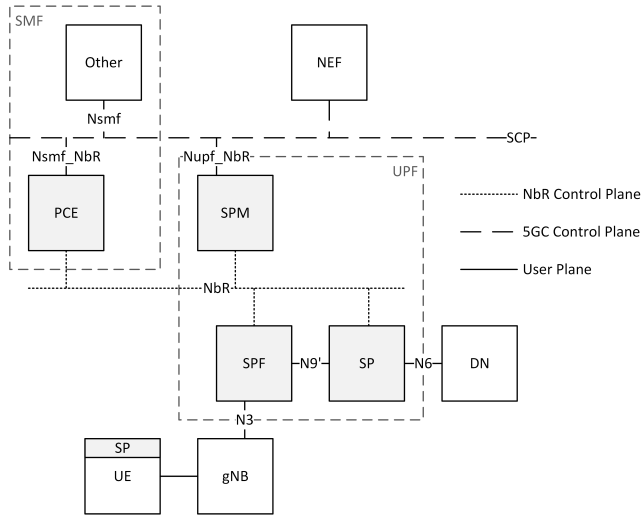 SMF
Other
NEF
Nsmf
SCP
Nsmf_NbR
Nupf_NbR
UPF
PCE
SPM
NbR Control Plane
5GC Control Plane
User Plane
NbR
SPF
N9'
SP
N6
DN
N3
SP
UE
gNB